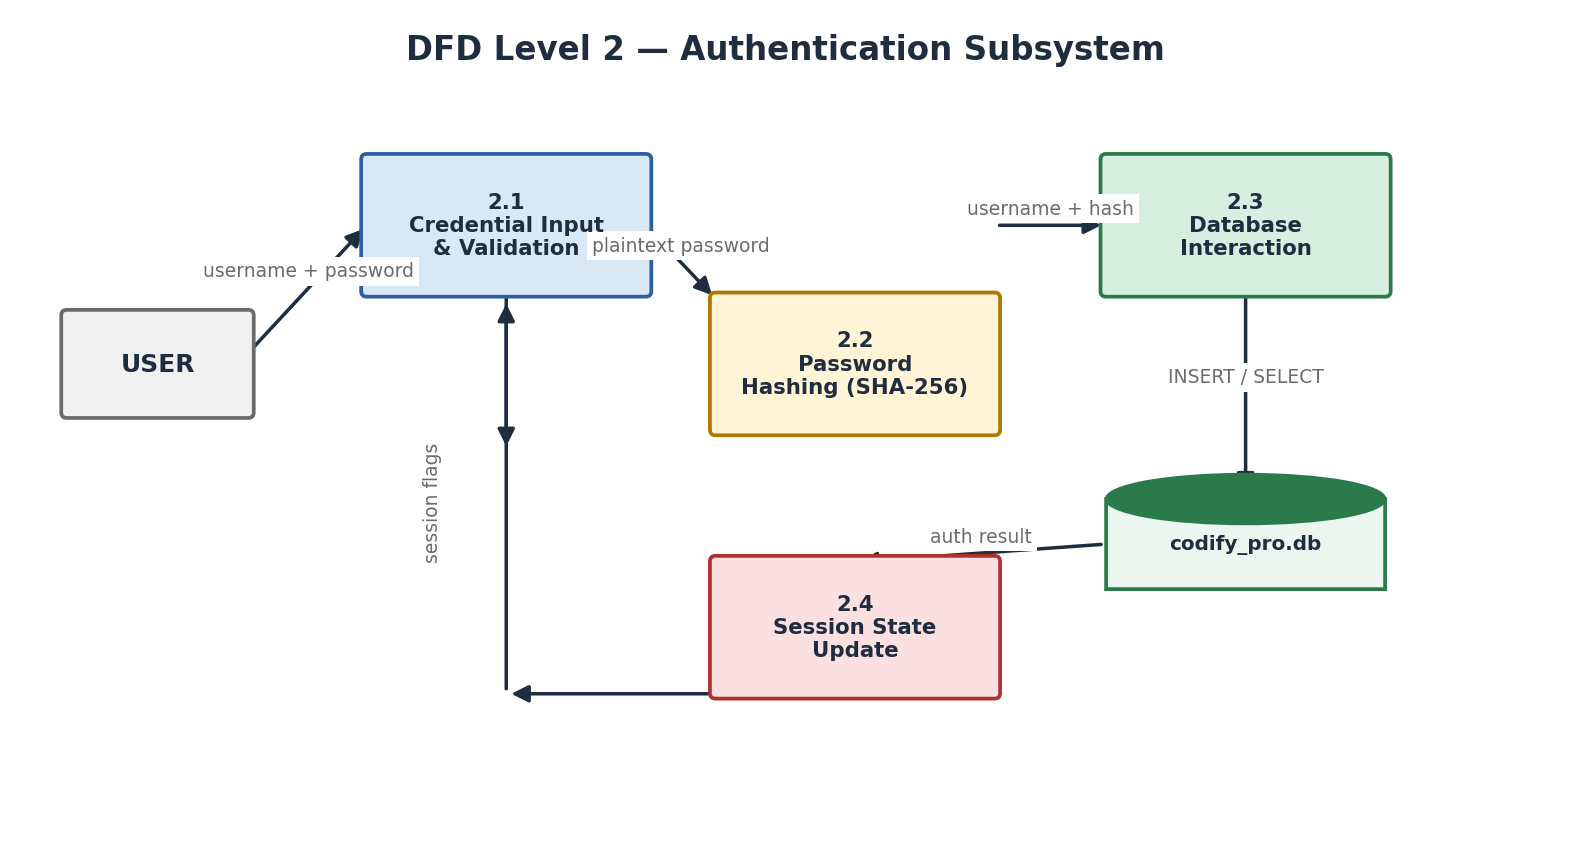 DFD Level 2 — Authentication Subsystem
2.1
Credential Input
& Validation
username + password
plaintext password
USER
2.2
Password
Hashing (SHA-256)
username + hash
2.3
Database
Interaction
INSERT / SELECT
codify_pro.db
auth result
2.4
Session State
Update
session flags